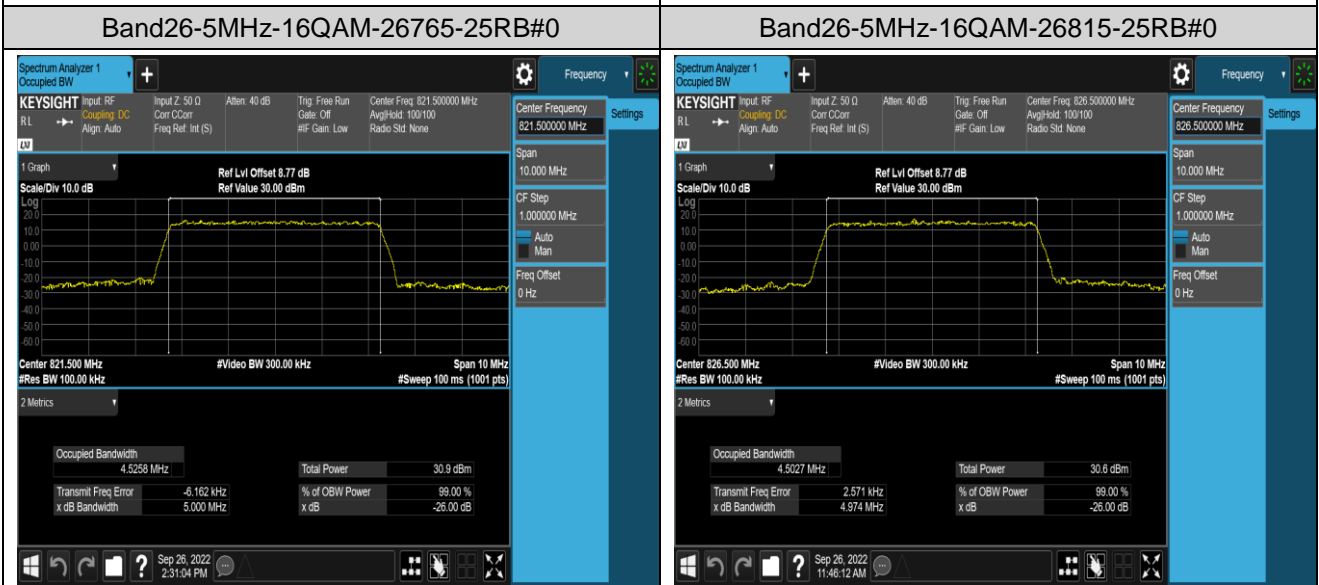 Band26-5MHz-16QAM-26765-25RB#0
Spectrum Analyzer 1
Occupied BW
+
Frequency
KEYSIGHT
RL
Input: RF
Coupling: DC
Align: Auto
Input Z: 50 Ω
Corr CCorr
Freq Ref: Int (S)
Atten: 40 dB
Trig: Free Run
Gate: Off
#IF Gain: Low
Center Freq: 821.500000 MHz
Avg|Hold: 100/100
Radio Std: None
LXI
Center Frequency
821.500000 MHz
Settings
Span
10.000 MHz
CF Step
1.000000 MHz
Auto
Man
Freq Offset
0 Hz
1 Graph
Scale/Div 10.0 dB
Ref Lvl Offset 8.77 dB
Ref Value 30.00 dBm
Log
20.0
10.0
0.00
-10.0
-20.0
-30.0
-40.0
-50.0
-60.0
Center 821.500 MHz
#Video BW 300.00 kHz
Span 10 MHz
#Res BW 100.00 kHz
#Sweep 100 ms (1001 pts)
2 Metrics
Occupied Bandwidth
4.5258 MHz
Total Power 30.9 dBm
Transmit Freq Error -6.162 kHz
% of OBW Power 99.00 %
x dB Bandwidth 5.000 MHz
x dB -26.00 dB
?
Sep 26, 2022
2:31:04 PM
Band26-5MHz-16QAM-26815-25RB#0
Spectrum Analyzer 1
Occupied BW
+
Frequency
KEYSIGHT
RL
Input: RF
Coupling: DC
Align: Auto
Input Z: 50 Ω
Corr CCorr
Freq Ref: Int (S)
Atten: 40 dB
Trig: Free Run
Gate: Off
#IF Gain: Low
Center Freq: 826.500000 MHz
Avg|Hold: 100/100
Radio Std: None
LXI
Center Frequency
826.500000 MHz
Settings
Span
10.000 MHz
CF Step
1.000000 MHz
Auto
Man
Freq Offset
0 Hz
1 Graph
Scale/Div 10.0 dB
Ref Lvl Offset 8.77 dB
Ref Value 30.00 dBm
Log
20.0
10.0
0.00
-10.0
-20.0
-30.0
-40.0
-50.0
-60.0
Center 826.500 MHz
#Video BW 300.00 kHz
Span 10 MHz
#Res BW 100.00 kHz
#Sweep 100 ms (1001 pts)
2 Metrics
Occupied Bandwidth
4.5027 MHz
Total Power 30.6 dBm
Transmit Freq Error 2.571 kHz
% of OBW Power 99.00 %
x dB Bandwidth 4.974 MHz
x dB -26.00 dB
?
Sep 26, 2022
11:46:12 AM